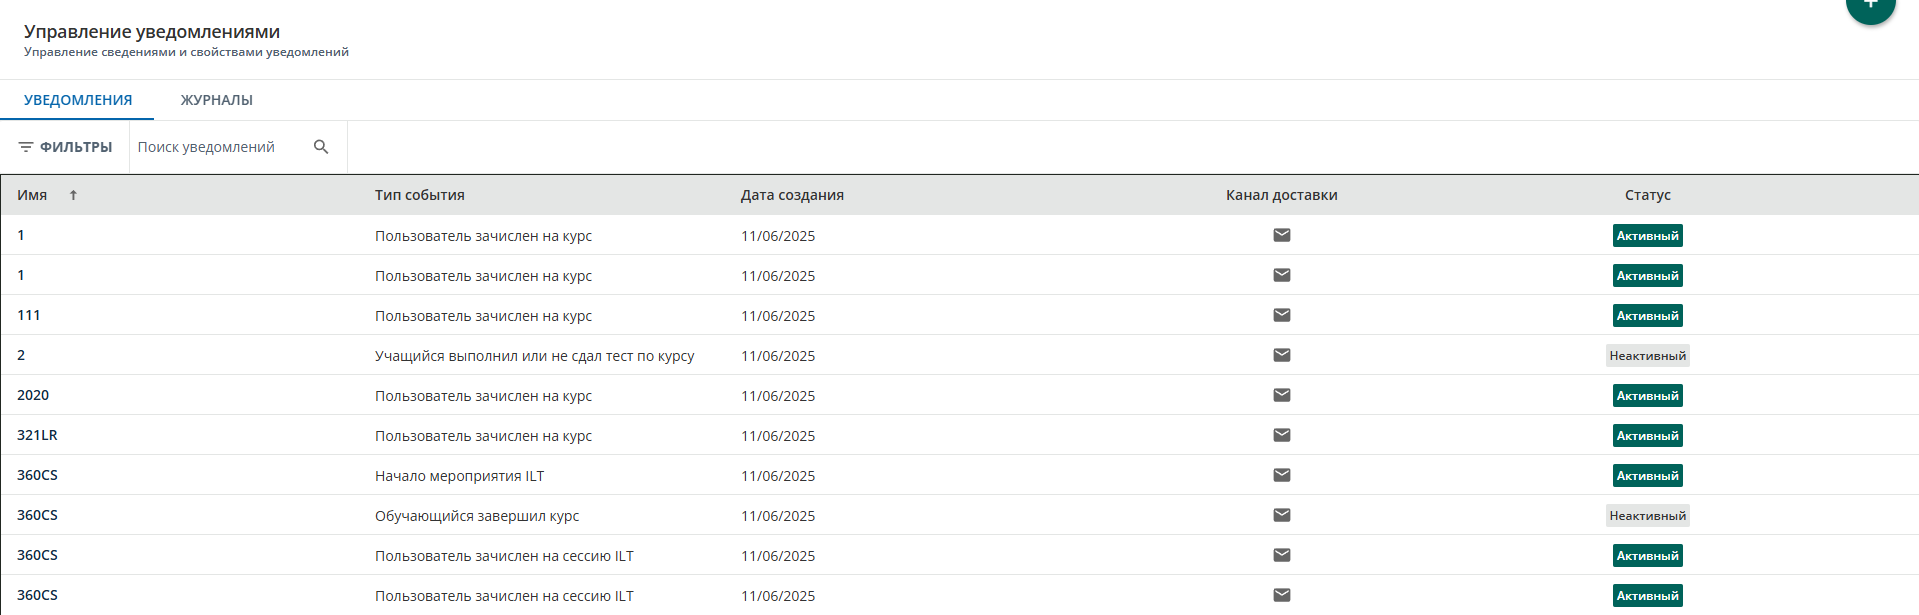 Управление уведомлениями
Управление сведениями и свойствами уведомлений
УВЕДОМЛЕНИЯ ЖУРНАЛЫ
ФИЛЬТРЫ Поиск уведомлений
Имя Тип события Дата создания Канал доставки Статус
1 Пользователь зачислен на курс 11/06/2025 Активный
1 Пользователь зачислен на курс 11/06/2025 Активный
111 Пользователь зачислен на курс 11/06/2025 Активный
2 Учащийся выполнил или не сдал тест по курсу 11/06/2025 Неактивный
2020 Пользователь зачислен на курс 11/06/2025 Активный
321LR Пользователь зачислен на курс 11/06/2025 Активный
360CS Начало мероприятия ILT 11/06/2025 Активный
360CS Обучающийся завершил курс 11/06/2025 Неактивный
360CS Пользователь зачислен на сессию ILT 11/06/2025 Активный
360CS Пользователь зачислен на сессию ILT 11/06/2025 Активный